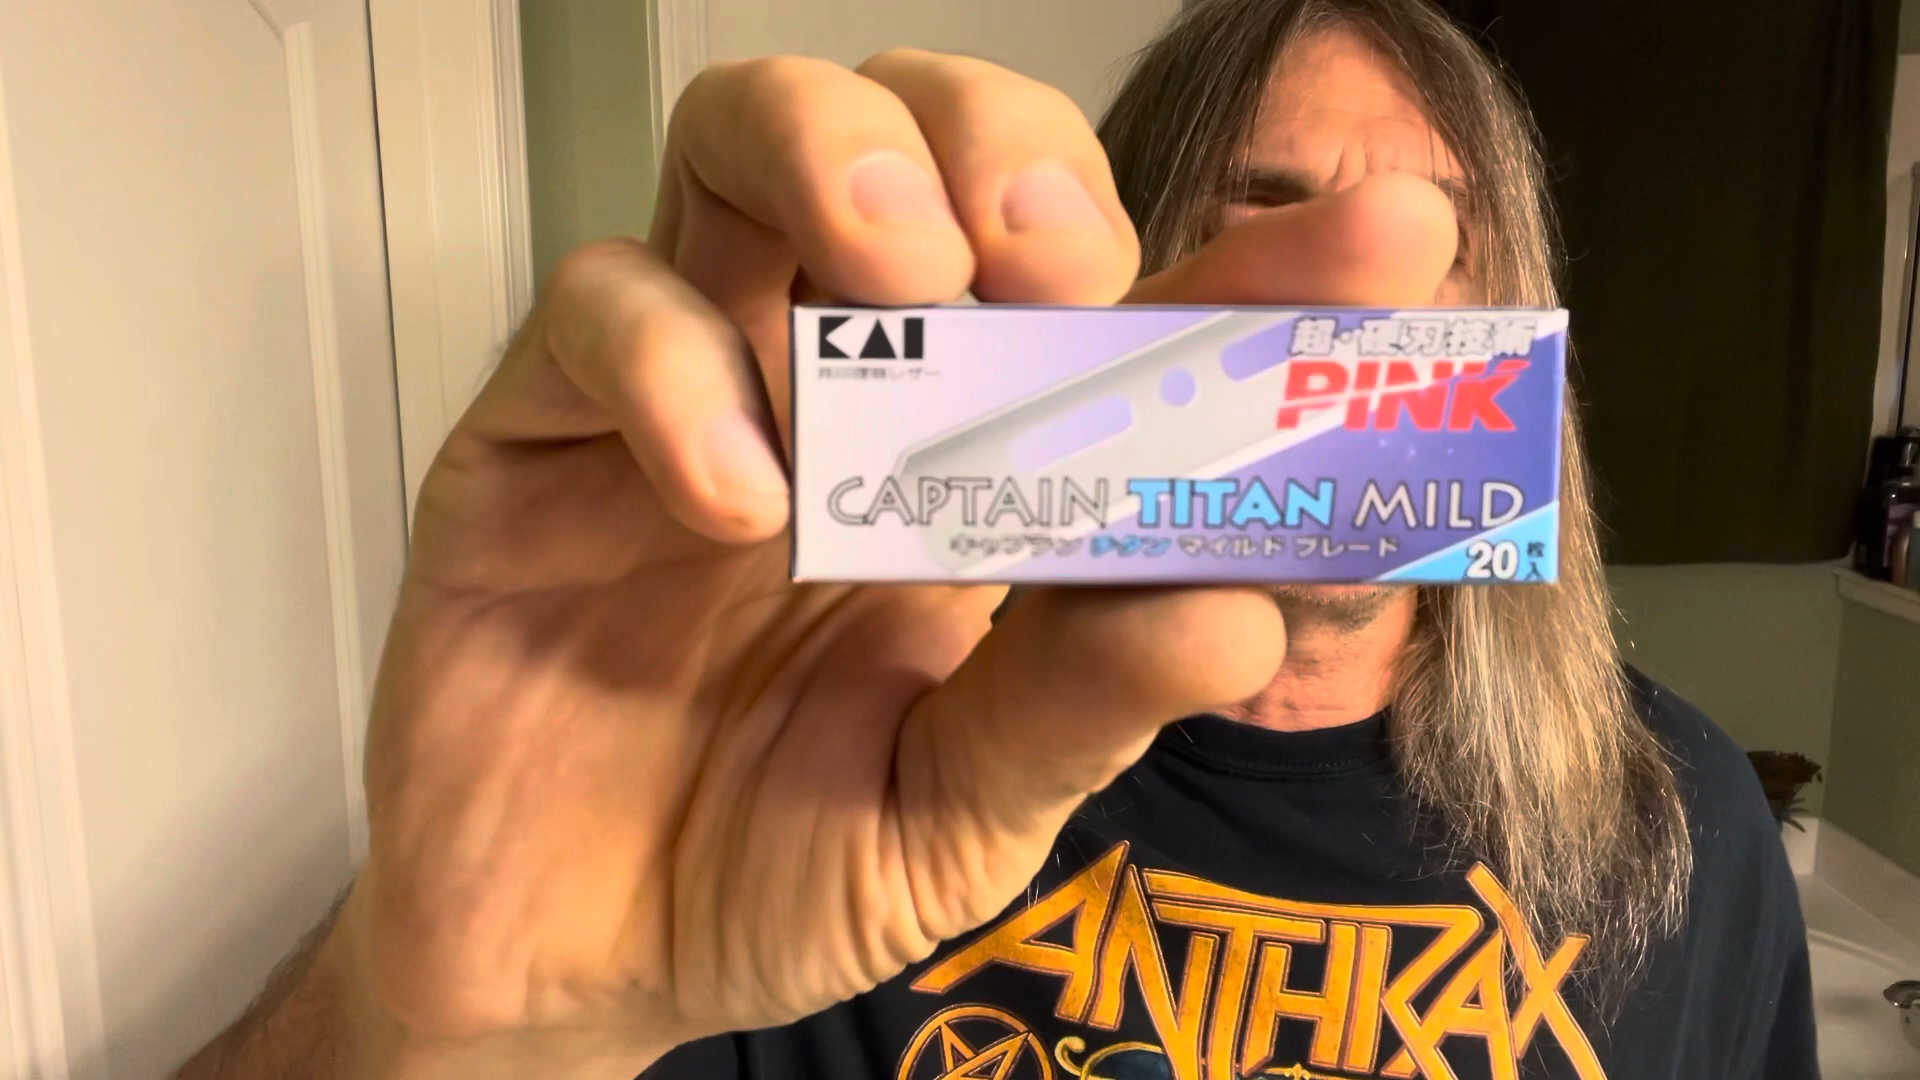 KAI
超・硬刃技術
PINK
CAPTAIN TITAN MILD
キャプテン チタン マイルド ブレード
20枚入
ANTHRAX